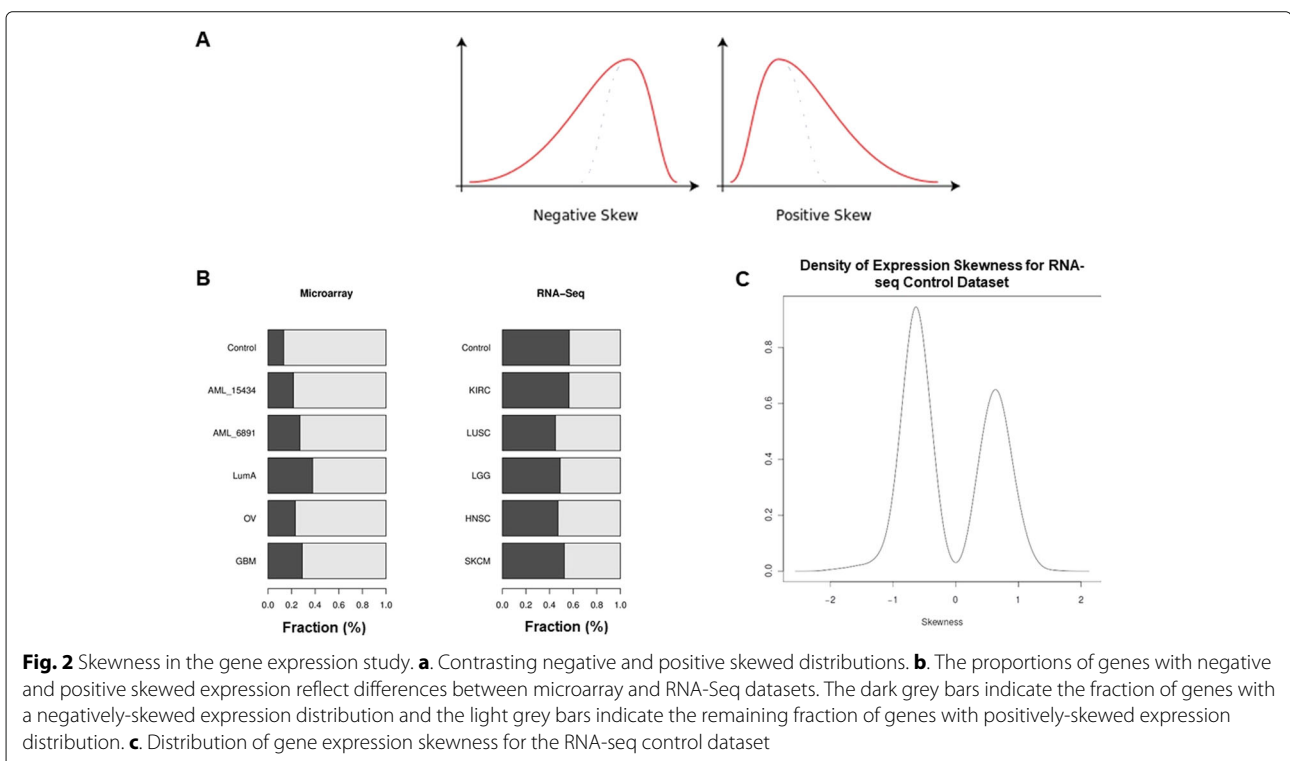 A
Negative Skew
Positive Skew
B
Microarray
Control
AML_15434
AML_6891
LumA
OV
GBM
0.0 0.2 0.4 0.6 0.8 1.0
Fraction (%)
RNA−Seq
Control
KIRC
LUSC
LGG
HNSC
SKCM
0.0 0.2 0.4 0.6 0.8 1.0
Fraction (%)
C
Density of Expression Skewness for RNA-
seq Control Dataset
0.8
0.6
0.4
0.2
0.0
−2 −1 0 1 2
Skewness
Fig. 2 Skewness in the gene expression study. a. Contrasting negative and positive skewed distributions. b. The proportions of genes with negative
and positive skewed expression reflect differences between microarray and RNA-Seq datasets. The dark grey bars indicate the fraction of genes with
a negatively-skewed expression distribution and the light grey bars indicate the remaining fraction of genes with positively-skewed expression
distribution. c. Distribution of gene expression skewness for the RNA-seq control dataset